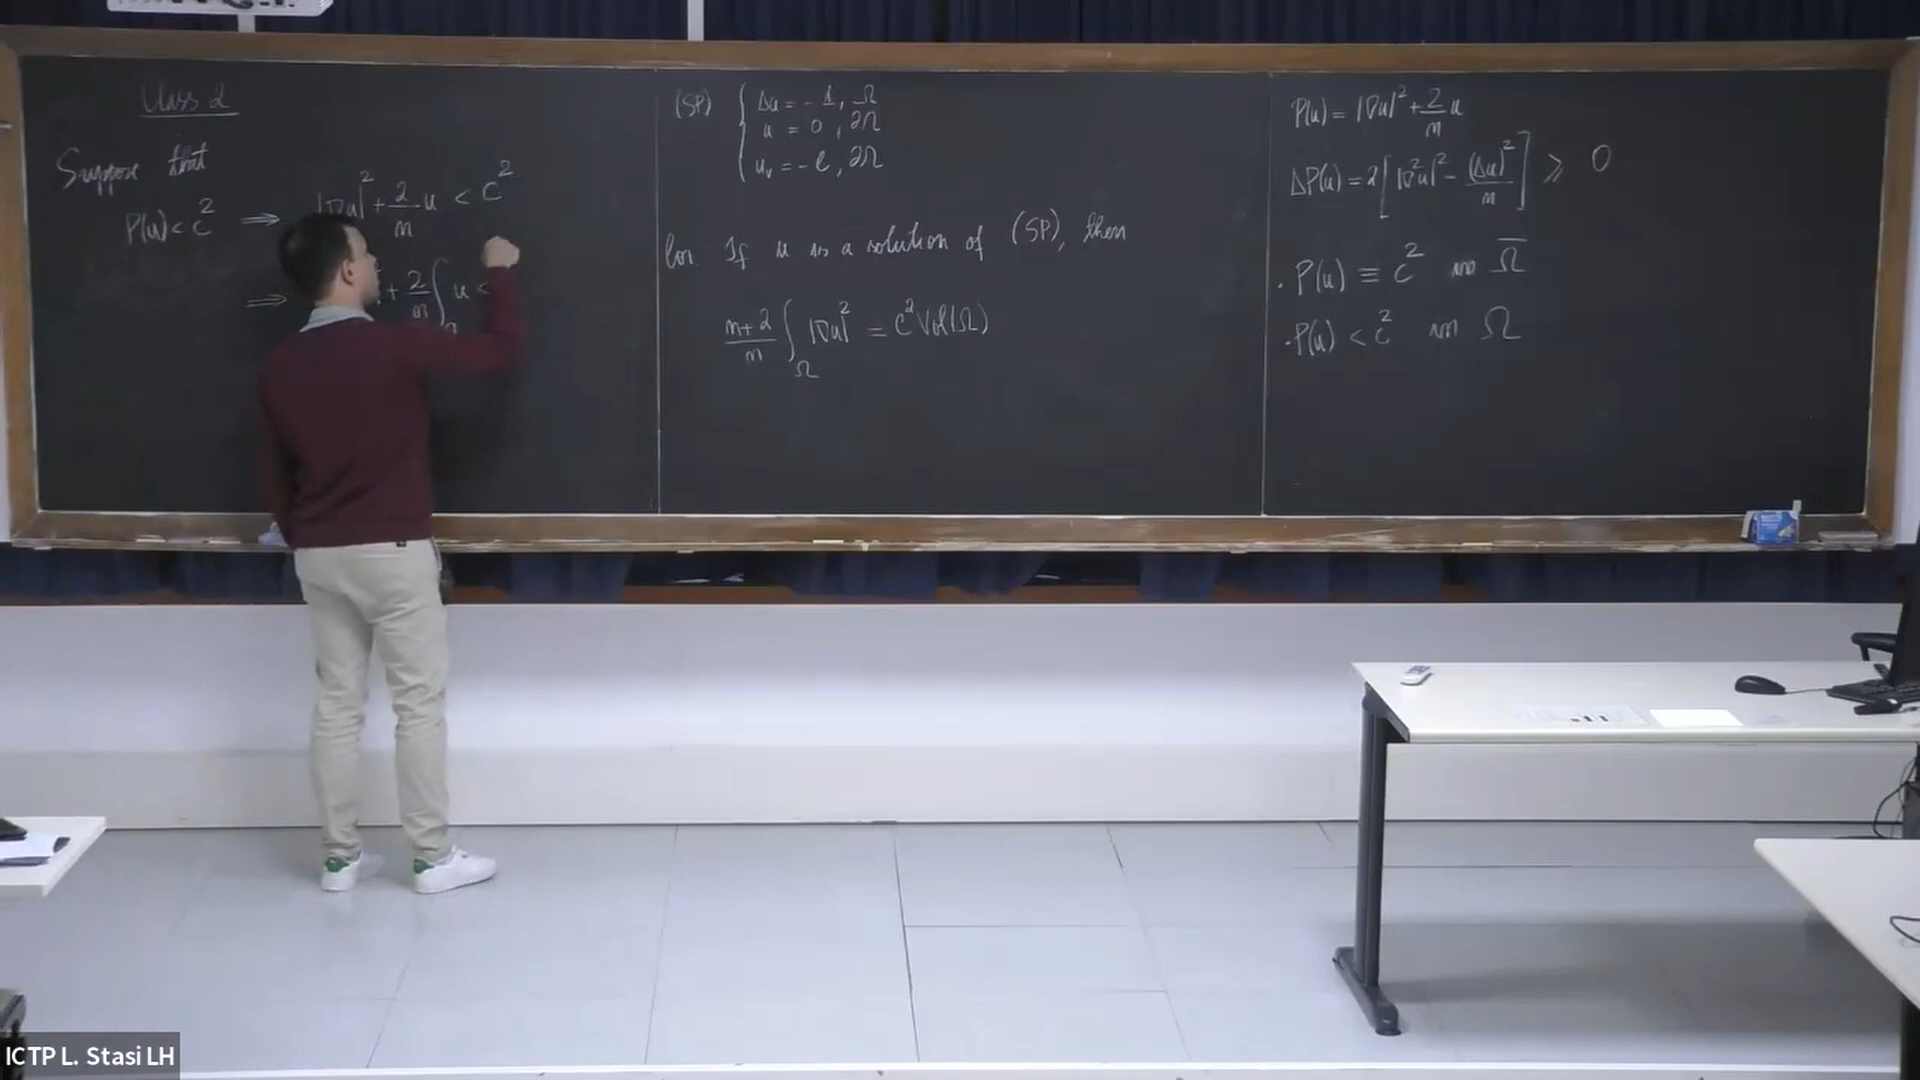 Class 2
Suppose that
P(u) < c² ⟹ |∇u|² + 2/n u < c²
⟹ + 2/n ∫ u <
(SP) { Δu = -1, Ω
u = 0, ∂Ω
u_ν = -c, ∂Ω
Cor. If u is a solution of (SP), then
n+2/n ∫_Ω |∇u|² = c² Vol(Ω)
P(u) = |∇u|² + 2/n u
ΔP(u) = 2[|∇²u|² - (Δu)²/n] ⩾ 0
· P(u) ≡ c² in Ω̅
· P(u) < c² in Ω
ICTP L. Stasi LH